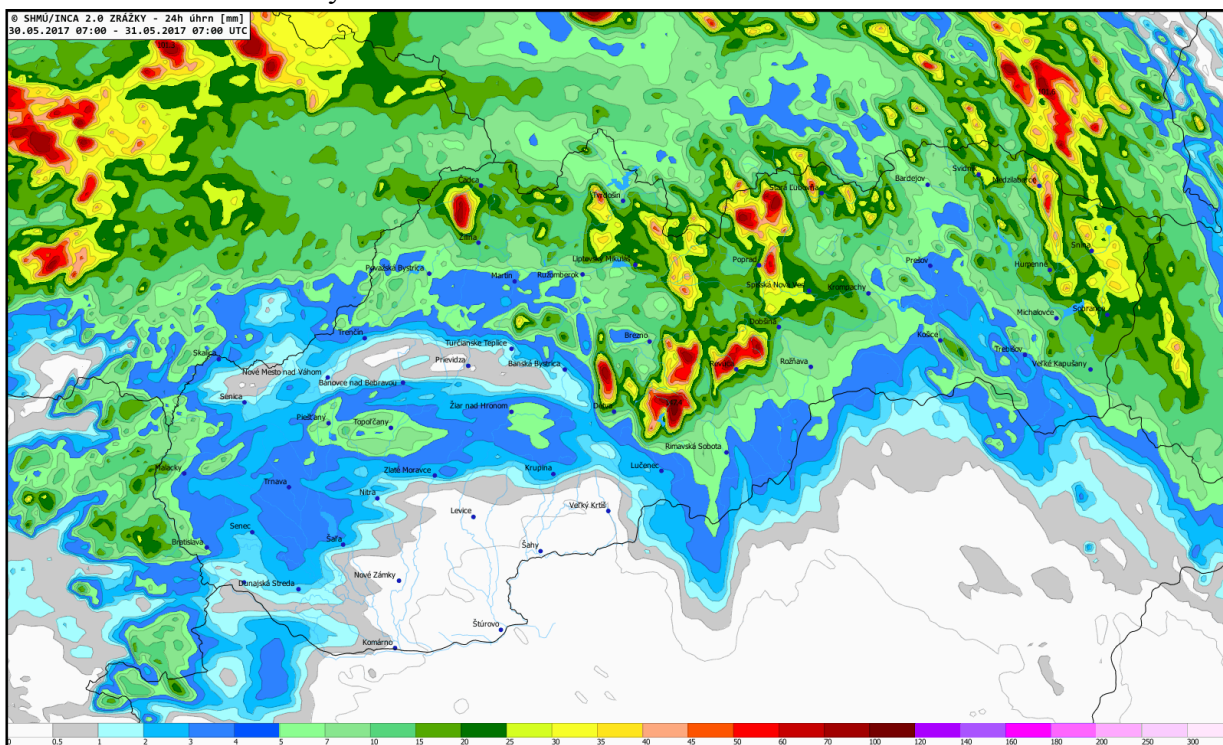 © SHMÚ/INCA 2.0 ZRÁŽKY - 24h úhrn [mm]
30.05.2017 07:00 - 31.05.2017 07:00 UTC
Čadca
Tvrdošín
Stará Ľubovňa
Bardejov
Svidník
Medzilaborce
Žilina
Snina
Považská Bystrica
Martin
Ružomberok
Liptovský Mikuláš
Poprad
Prešov
Humenné
Spišská Nová Ves
Krompachy
Michalovce
Sobrance
Trenčín
Turčianske Teplice
Brezno
Dobšiná
Košice
Skalica
Nové Mesto nad Váhom
Prievidza
Banská Bystrica
Revúca
Rožňava
Trebišov
Veľké Kapušany
Bánovce nad Bebravou
Senica
Piešťany
Topoľčany
Žiar nad Hronom
Detva
Rimavská Sobota
Malacky
Trnava
Zlaté Moravce
Krupina
Lučenec
Nitra
Levice
Veľký Krtíš
Senec
Bratislava
Šaľa
Šahy
Dunajská Streda
Nové Zámky
Štúrovo
Komárno
0 0.5 1 2 3 4 5 7 10 15 20 25 30 35 40 45 50 60 70 100 120 140 160 180 200 250 300